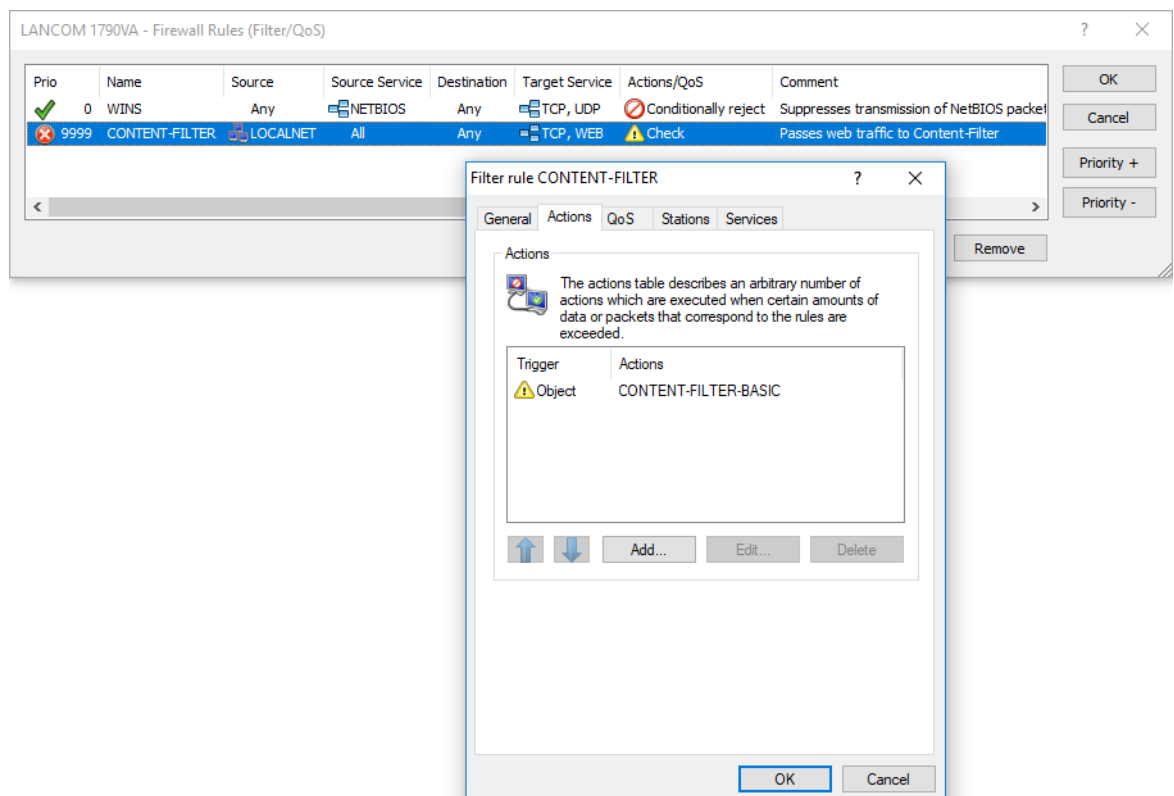 LANCOM 1790VA - Firewall Rules (Filter/QoS)
?
Prio Name Source Source Service Destination Target Service Actions/QoS Comment
0 WINS Any NETBIOS Any TCP, UDP Conditionally reject Suppresses transmission of NetBIOS packet
9999 CONTENT-FILTER LOCALNET All Any TCP, WEB Check Passes web traffic to Content-Filter
OK
Cancel
Priority +
Priority -
Remove
Filter rule CONTENT-FILTER
?
General Actions QoS Stations Services
Actions
The actions table describes an arbitrary number of
actions which are executed when certain amounts of
data or packets that correspond to the rules are
exceeded.
Trigger Actions
Object CONTENT-FILTER-BASIC
Add... Edit... Delete
OK Cancel